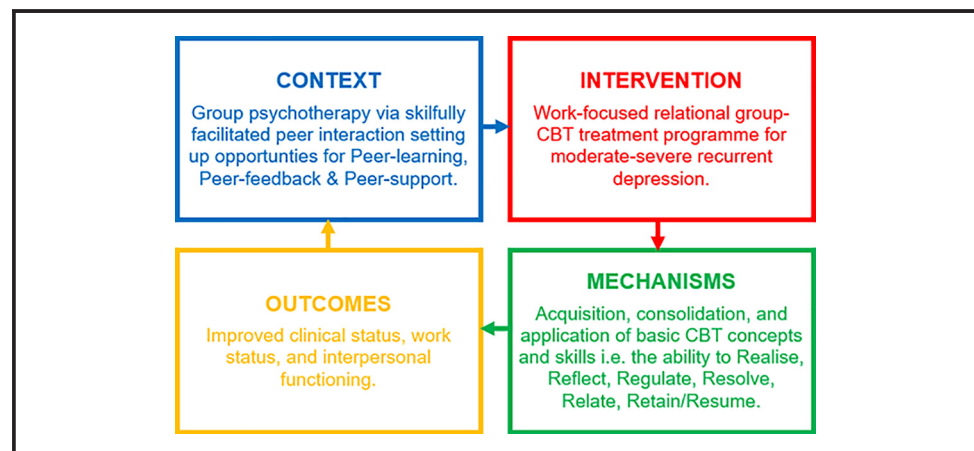 CONTEXT
Group psychotherapy via skilfully
facilitated peer interaction setting
up opportunties for Peer-learning,
Peer-feedback & Peer-support.
INTERVENTION
Work-focused relational group-
CBT treatment programme for
moderate-severe recurrent
depression.
OUTCOMES
Improved clinical status, work
status, and interpersonal
functioning.
MECHANISMS
Acquisition, consolidation, and
application of basic CBT concepts
and skills i.e. the ability to Realise,
Reflect, Regulate, Resolve,
Relate, Retain/Resume.